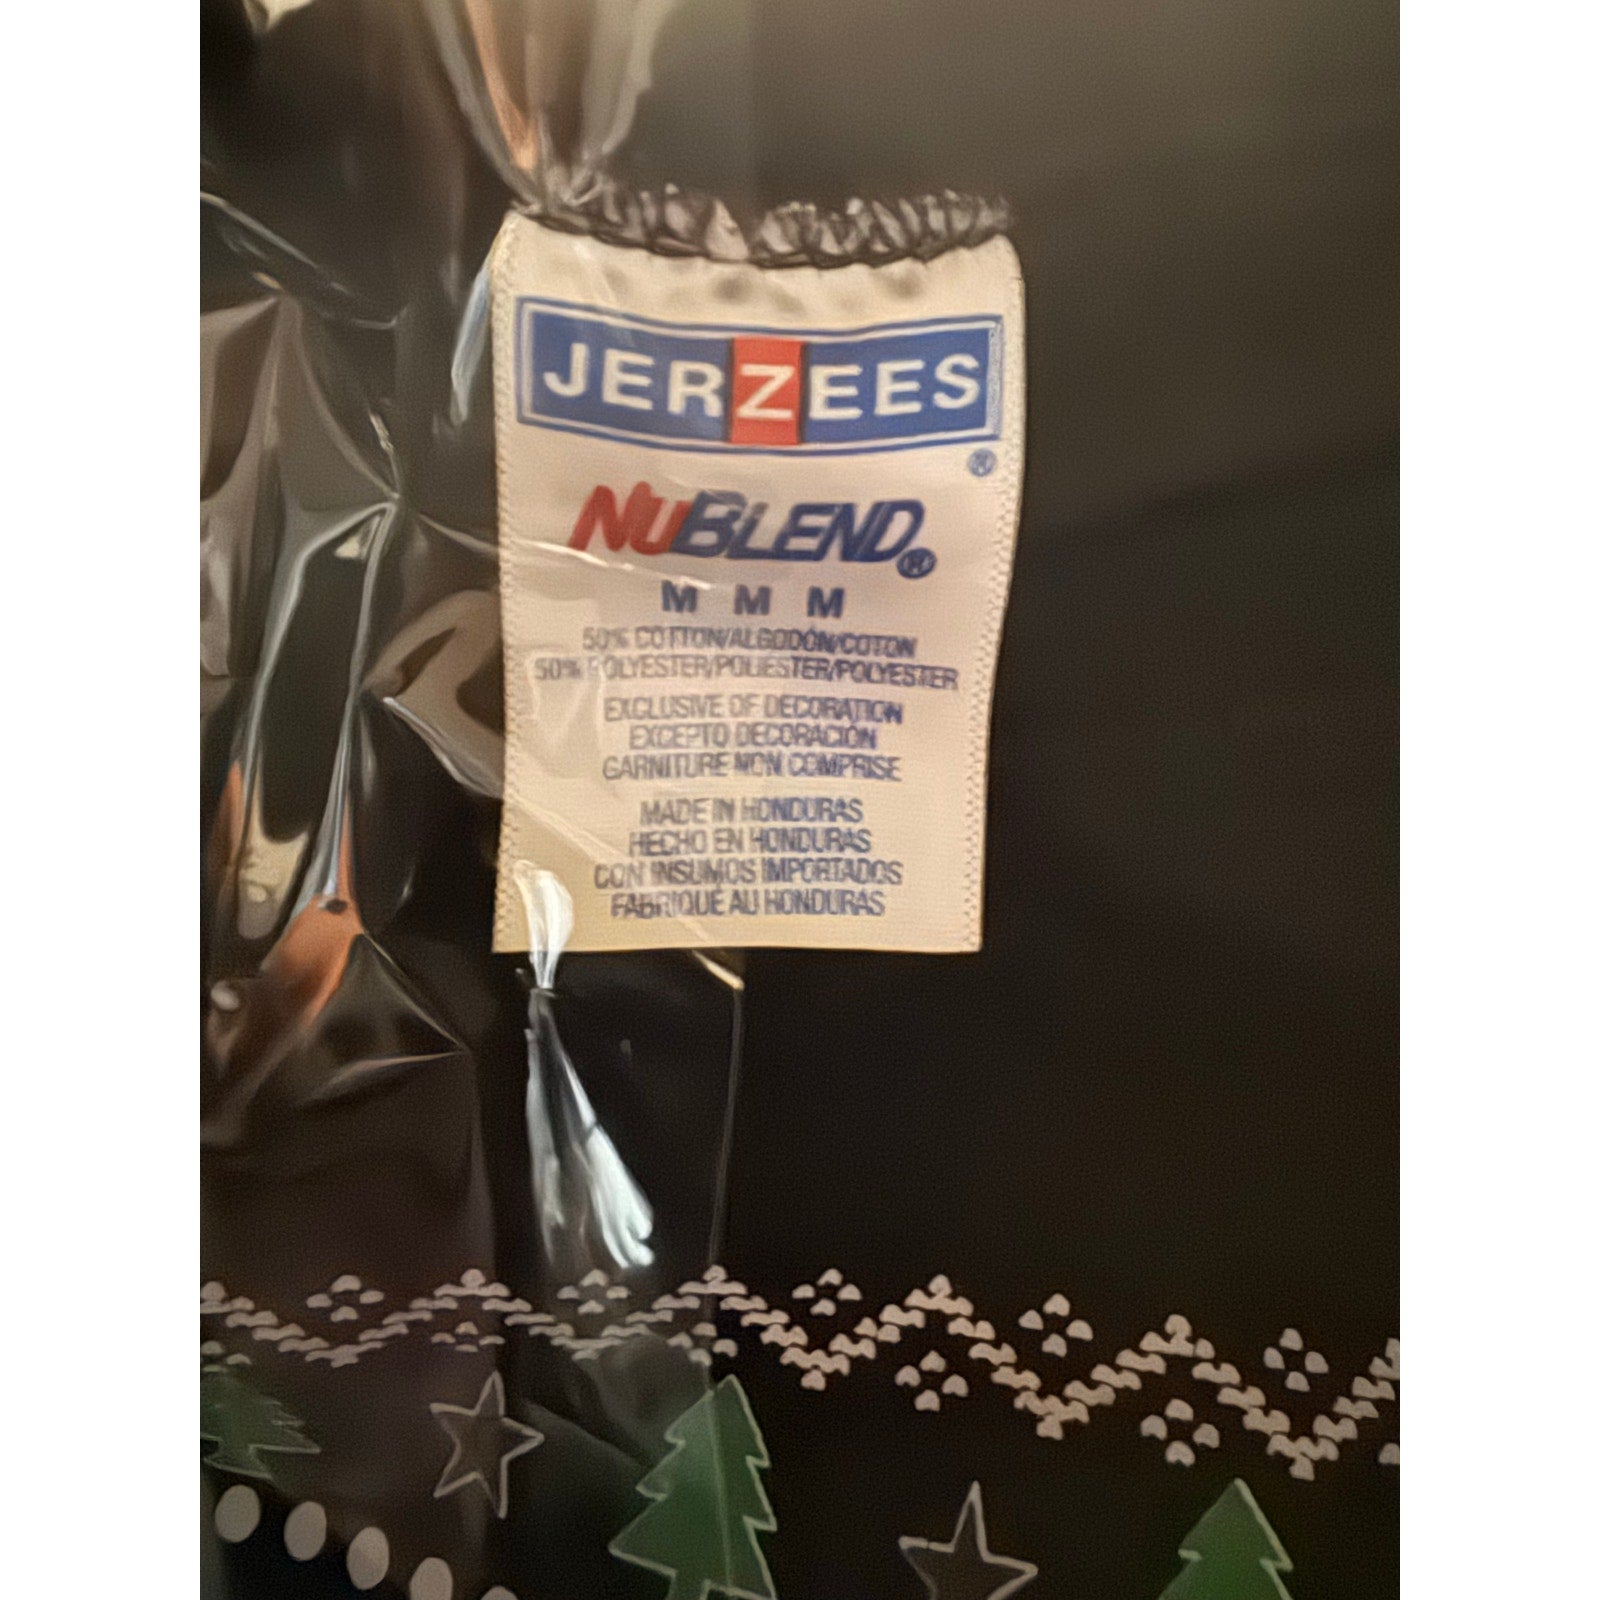 JERZEES
®
NUBLEND®
M M M
50% COTTON/ALGODÓN/COTON
50% POLYESTER/POLIESTER/POLYESTER
EXCLUSIVE OF DECORATION
EXCEPTO DECORACIÓN
GARNITURE NON COMPRISE
MADE IN HONDURAS
HECHO EN HONDURAS
CON INSUMOS IMPORTADOS
FABRIQUÉ AU HONDURAS